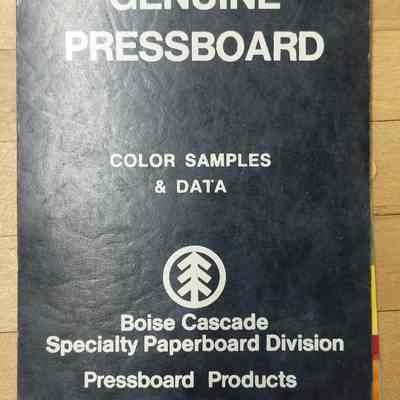 GENUINE
PRESSBOARD
COLOR SAMPLES
& DATA
Boise Cascade
Specialty Paperboard Division
Pressboard Products